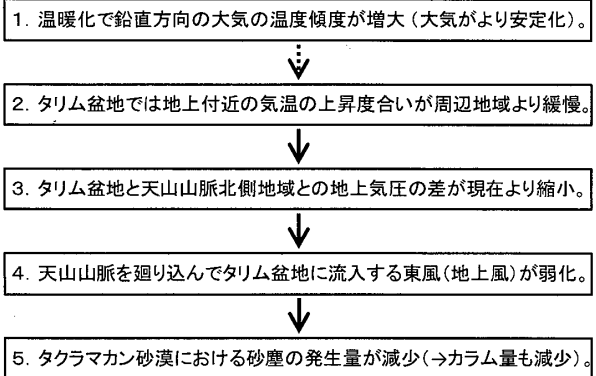 1. 温暖化で鉛直方向の大気の温度傾度が増大(大気がより安定化)。
2. タリム盆地では地上付近の気温の上昇度合いが周辺地域より緩慢。
3. タリム盆地と天山山脈北側地域との地上気圧の差が現在より縮小。
4. 天山山脈を廻り込んでタリム盆地に流入する東風(地上風)が弱化。
5. タクラマカン砂漠における砂塵の発生量が減少(→カラム量も減少)。